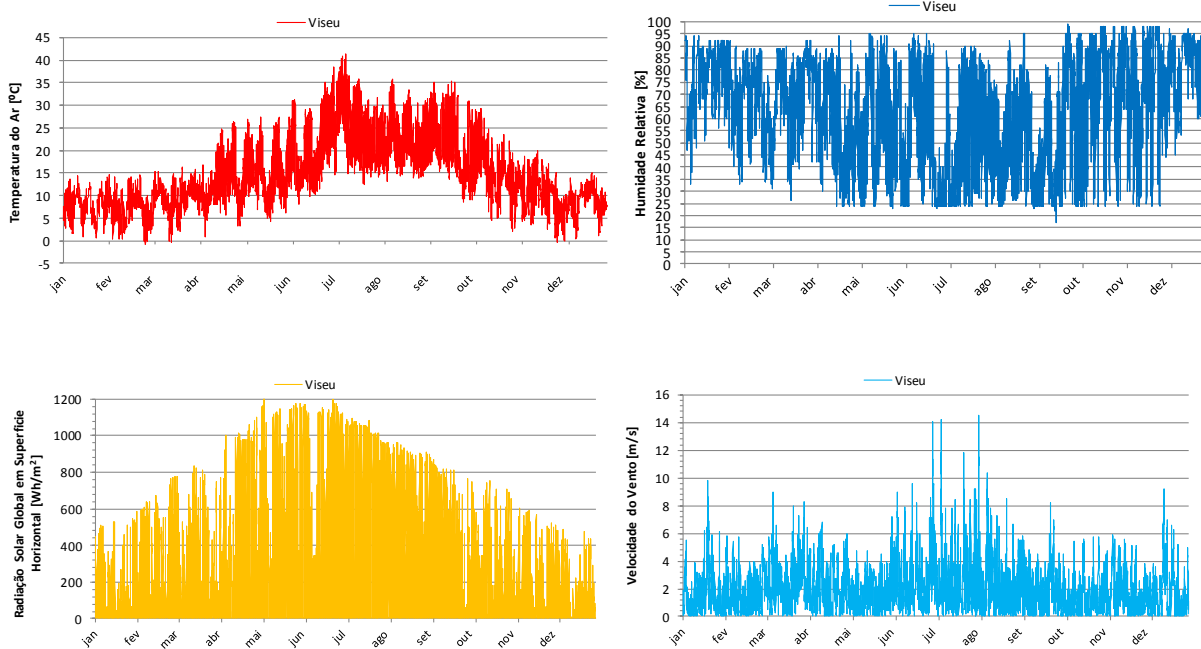 Viseu
Temperatura do Ar [ºC]
45
40
35
30
25
20
15
10
5
0
-5
jan
fev
mar
abr
mai
jun
jul
ago
set
out
nov
dez
Viseu
Humidade Relativa [%]
100
95
90
85
80
75
70
65
60
55
50
45
40
35
30
25
20
15
10
5
0
jan
fev
mar
abr
mai
jun
jul
ago
set
out
nov
dez
Viseu
Radiação Solar Global em Superfície
Horizontal [Wh/m²]
1200
1000
800
600
400
200
0
jan
fev
mar
abr
mai
jun
jul
ago
set
out
nov
dez
Viseu
Velocidade do Vento [m/s]
16
14
12
10
8
6
4
2
0
jan
fev
mar
abr
mai
jun
jul
ago
set
out
nov
dez